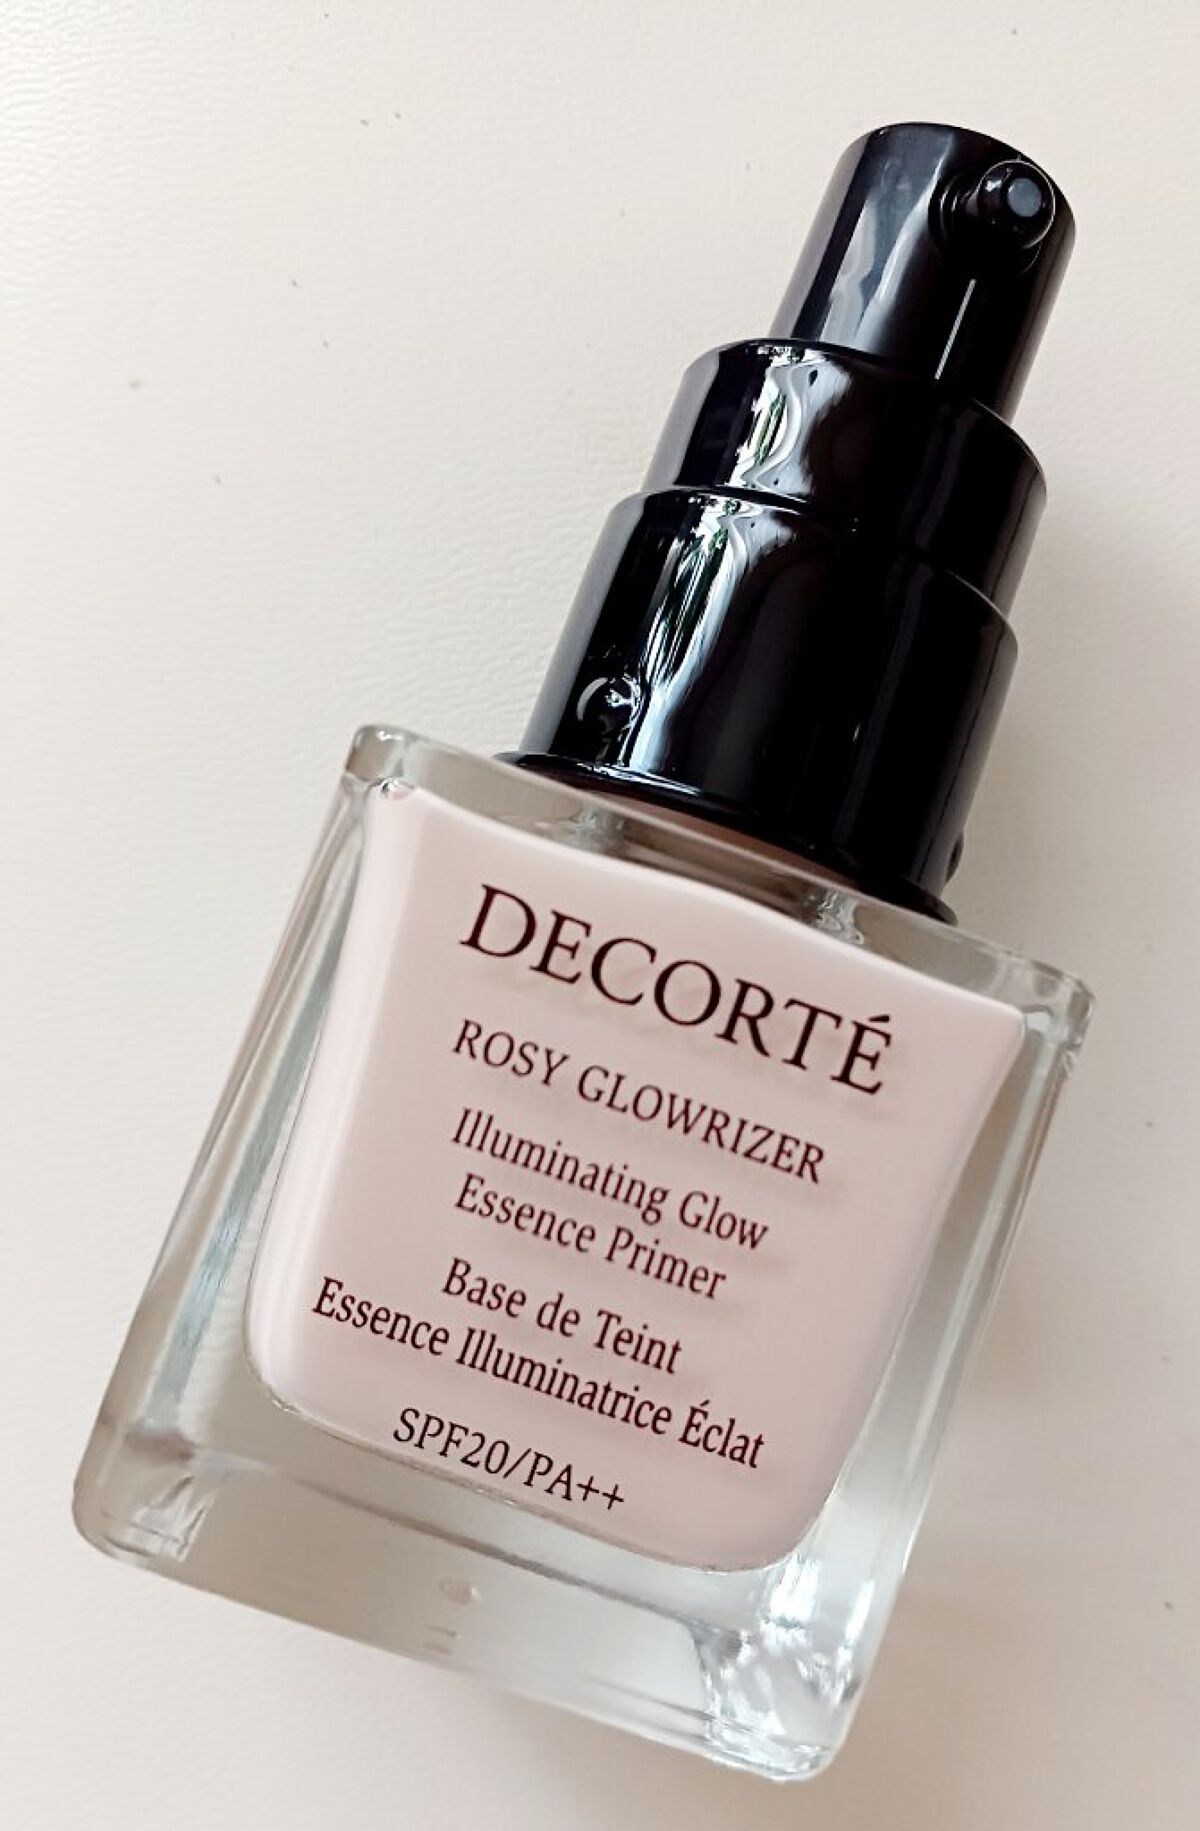 DECORTÉ
ROSY GLOWRIZER
Illuminating Glow
Essence Primer
Base de Teint
Essence Illuminatrice Éclat
SPF20/PA++